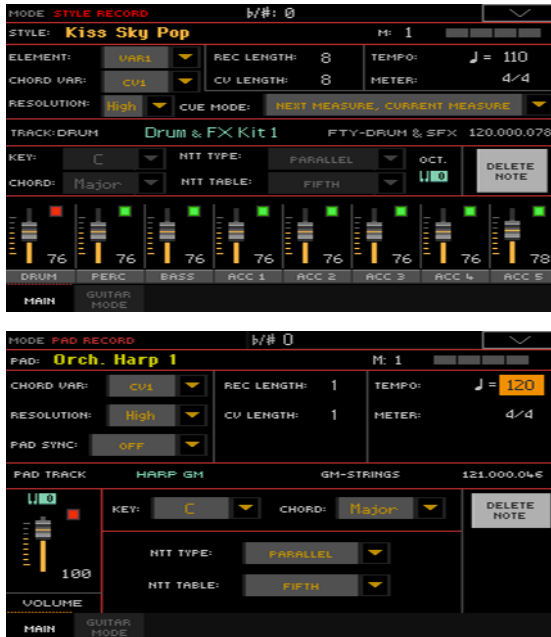 MODE STYLE RECORD b/#: 0
STYLE: Kiss Sky Pop M: 1
ELEMENT: VAR1 REC LENGTH: 8 TEMPO: ♩ = 110
CHORD VAR: CV1 CV LENGTH: 8 METER: 4/4
RESOLUTION: High CUE MODE: NEXT MEASURE, CURRENT MEASURE
TRACK:DRUM Drum & FX Kit 1 FTY-DRUM & SFX 120.000.078
KEY: C NTT TYPE: PARALLEL OCT. DELETE NOTE
CHORD: Major NTT TABLE: FIFTH 0
76 76 76 76 76 76 76 78
DRUM PERC BASS ACC 1 ACC 2 ACC 3 ACC 4 ACC 5
MAIN GUITAR MODE
MODE PAD RECORD b/# 0
PAD: Orch. Harp 1 M: 1
CHORD VAR: CV1 REC LENGTH: 1 TEMPO: ♩ = 120
RESOLUTION: High CV LENGTH: 1 METER: 4/4
PAD SYNC: OFF
PAD TRACK HARP GM GM-STRINGS 121.000.046
0 KEY: C CHORD: Major DELETE NOTE
NTT TYPE: PARALLEL
100 NTT TABLE: FIFTH
VOLUME
MAIN GUITAR MODE